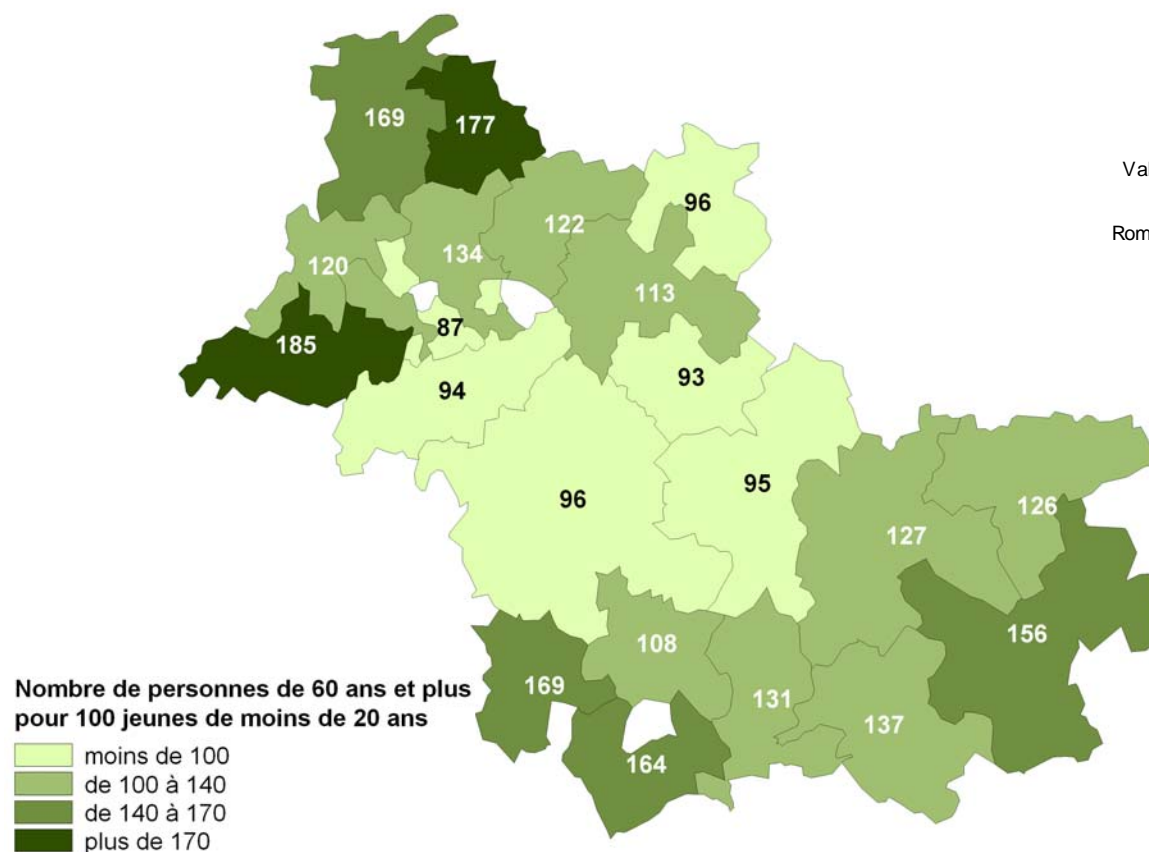 169
177
96
122
134
120
113
87
185
93
94
95
96
126
127
156
108
169
131
137
164
Val
Rom
Nombre de personnes de 60 ans et plus
pour 100 jeunes de moins de 20 ans
moins de 100
de 100 à 140
de 140 à 170
plus de 170